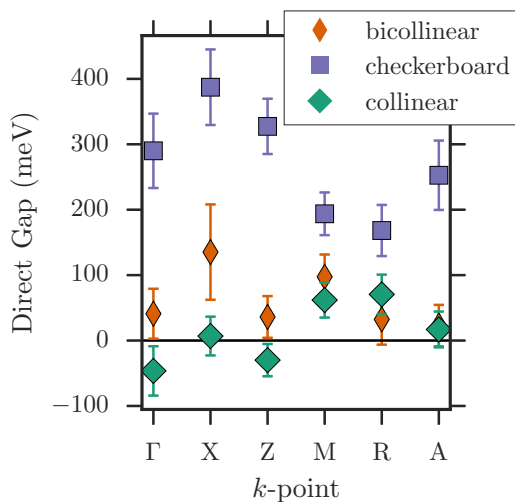 bicollinear
checkerboard
collinear
Direct Gap (meV)
400
300
200
100
0
−100
Γ X Z M R A
k-point